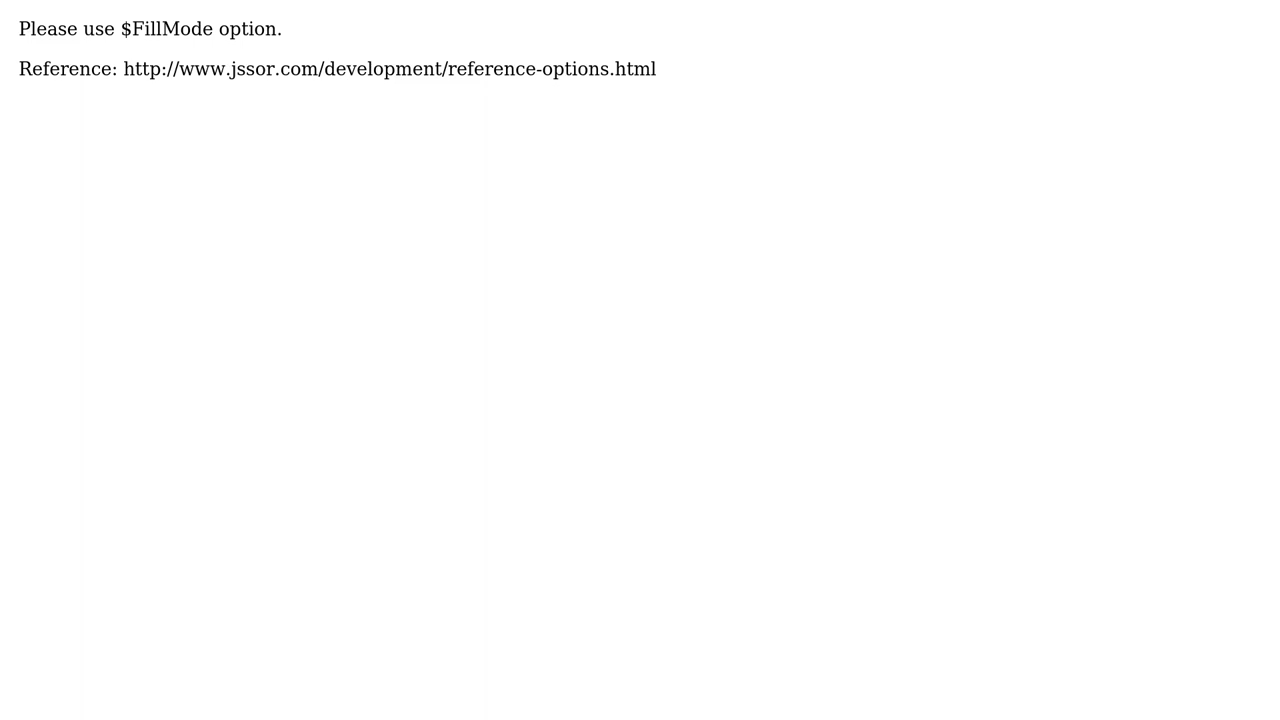 Please use $FillMode option.
Reference: http://www.jssor.com/development/reference-options.html